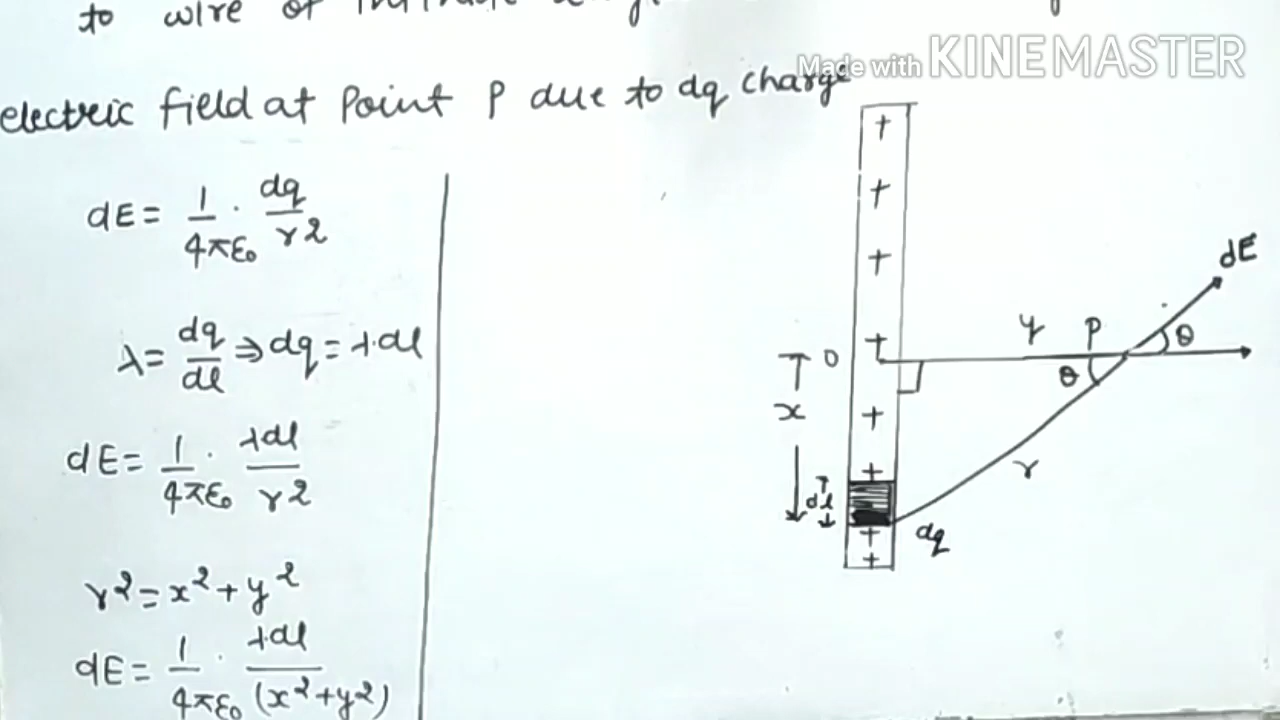 to wire of
Made with KINEMASTER
electric field at Point P due to dq charge
dE = 1/4πε₀ · dq/r²
λ = dq/dl ⇒ dq = λ·dl
dE = 1/4πε₀ · λdl/r²
r² = x² + y²
dE = 1/4πε₀ · λ·dl/(x² + y²)
+
+
+
dE
+
O
y
P
θ
θ
x
+
+
r
dl
dq
+
+